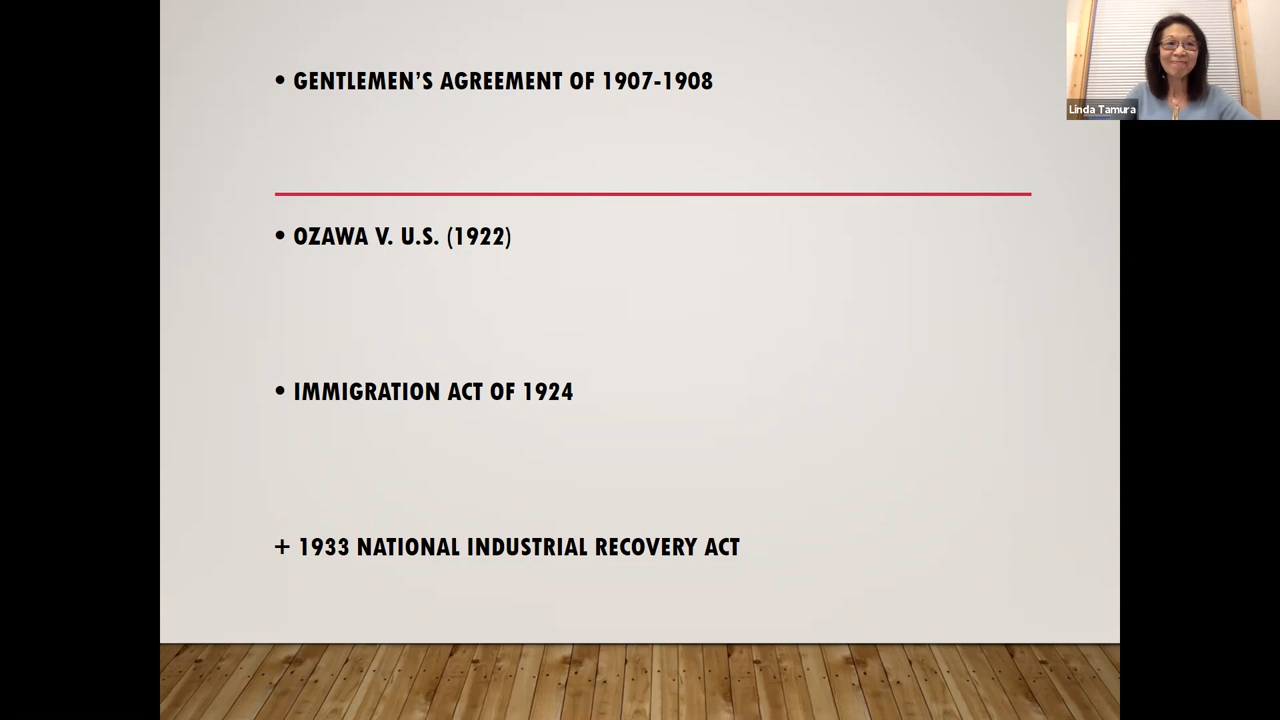 • GENTLEMEN’S AGREEMENT OF 1907-1908
Linda Tamura
• OZAWA V. U.S. (1922)
• IMMIGRATION ACT OF 1924
+ 1933 NATIONAL INDUSTRIAL RECOVERY ACT